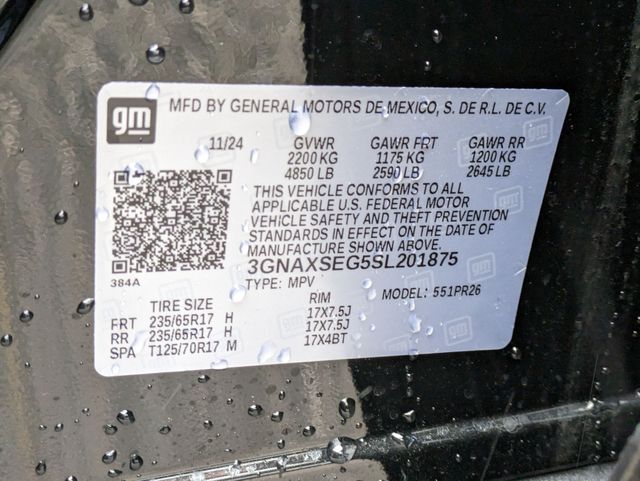 gm
MFD BY GENERAL MOTORS DE MEXICO, S. DE R.L. DE C.V.
11/24 GVWR GAWR FRT GAWR RR
2200 KG 1175 KG 1200 KG
4850 LB 2590 LB 2645 LB
THIS VEHICLE CONFORMS TO ALL
APPLICABLE U.S. FEDERAL MOTOR
VEHICLE SAFETY AND THEFT PREVENTION
STANDARDS IN EFFECT ON THE DATE OF
MANUFACTURE SHOWN ABOVE.
3GNAXSEG5SL201875
384A
TYPE: MPV MODEL: 551PR26
TIRE SIZE RIM
FRT 235/65R17 H 17X7.5J
RR 235/65R17 H 17X7.5J
SPA T125/70R17 M 17X4BT